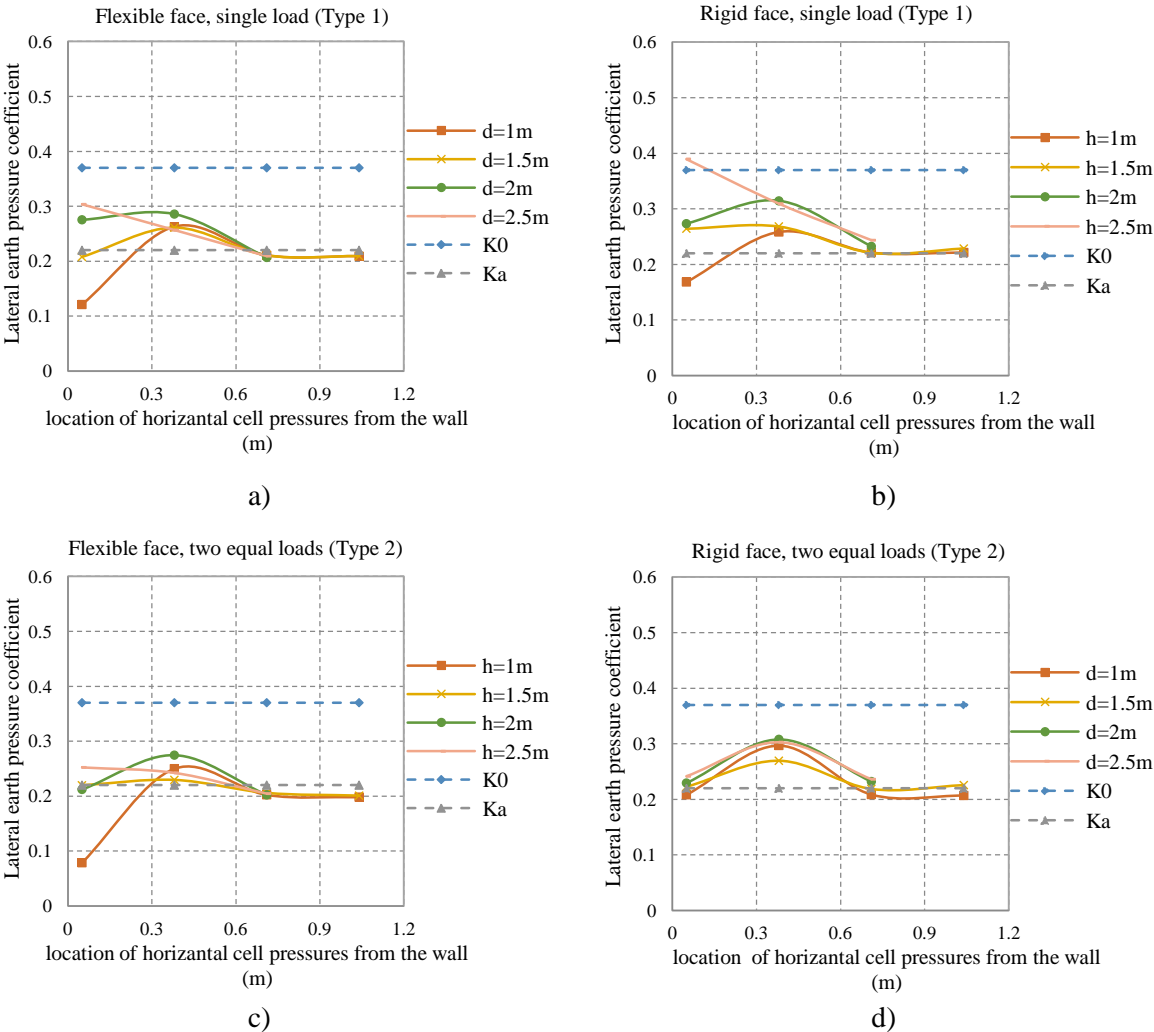 Flexible face, single load (Type 1)
Lateral earth pressure coefficient
0.6
0.5
0.4
0.3
0.2
0.1
0
0 0.3 0.6 0.9 1.2
location of horizantal cell pressures from the wall
(m)
d=1m
d=1.5m
d=2m
d=2.5m
K0
Ka
a)
Rigid face, single load (Type 1)
Lateral earth pressure coefficient
0.6
0.5
0.4
0.3
0.2
0.1
0
0 0.3 0.6 0.9 1.2
location of horizantal cell pressures from the wall
(m)
h=1m
h=1.5m
h=2m
h=2.5m
K0
Ka
b)
Flexible face, two equal loads (Type 2)
Lateral earth pressure coefficient
0.6
0.5
0.4
0.3
0.2
0.1
0
0 0.3 0.6 0.9 1.2
location of horizantal cell pressures from the wall
(m)
h=1m
h=1.5m
h=2m
h=2.5m
K0
Ka
c)
Rigid face, two equal loads (Type 2)
Lateral earth pressure coefficient
0.6
0.5
0.4
0.3
0.2
0.1
0
0 0.3 0.6 0.9 1.2
location of horizantal cell pressures from the wall
(m)
d=1m
d=1.5m
d=2m
d=2.5m
K0
Ka
d)